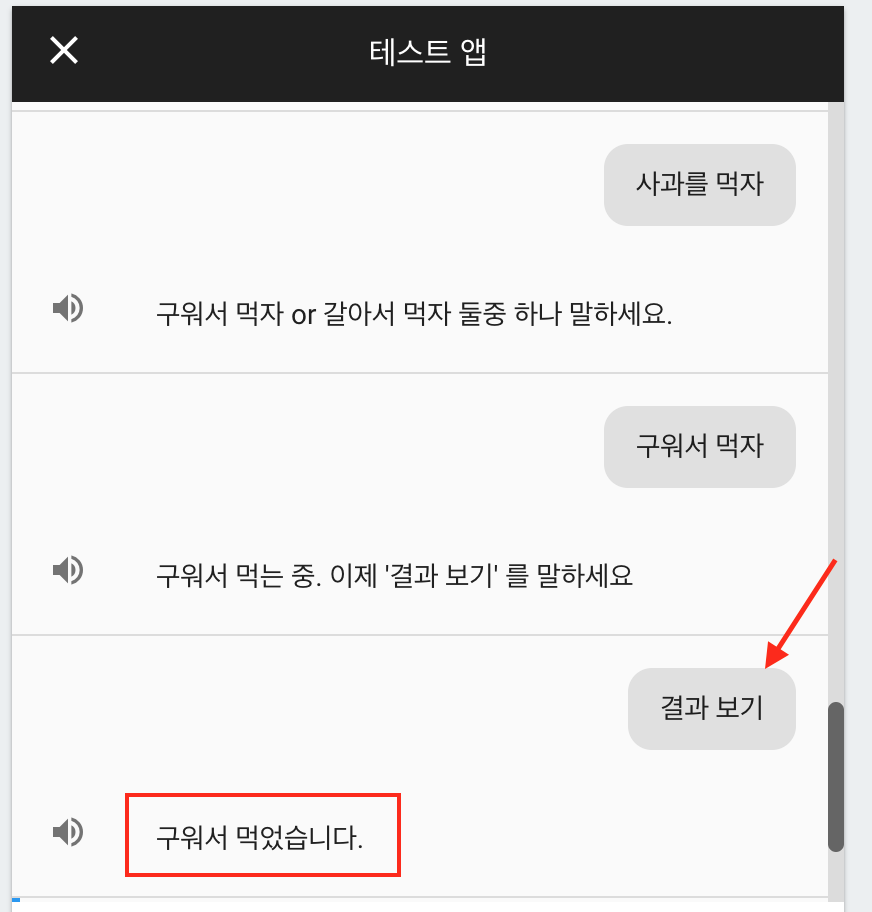 테스트 앱
사과를 먹자
구워서 먹자 or 갈아서 먹자 둘중 하나 말하세요.
구워서 먹자
구워서 먹는 중. 이제 '결과 보기' 를 말하세요
결과 보기
구워서 먹었습니다.